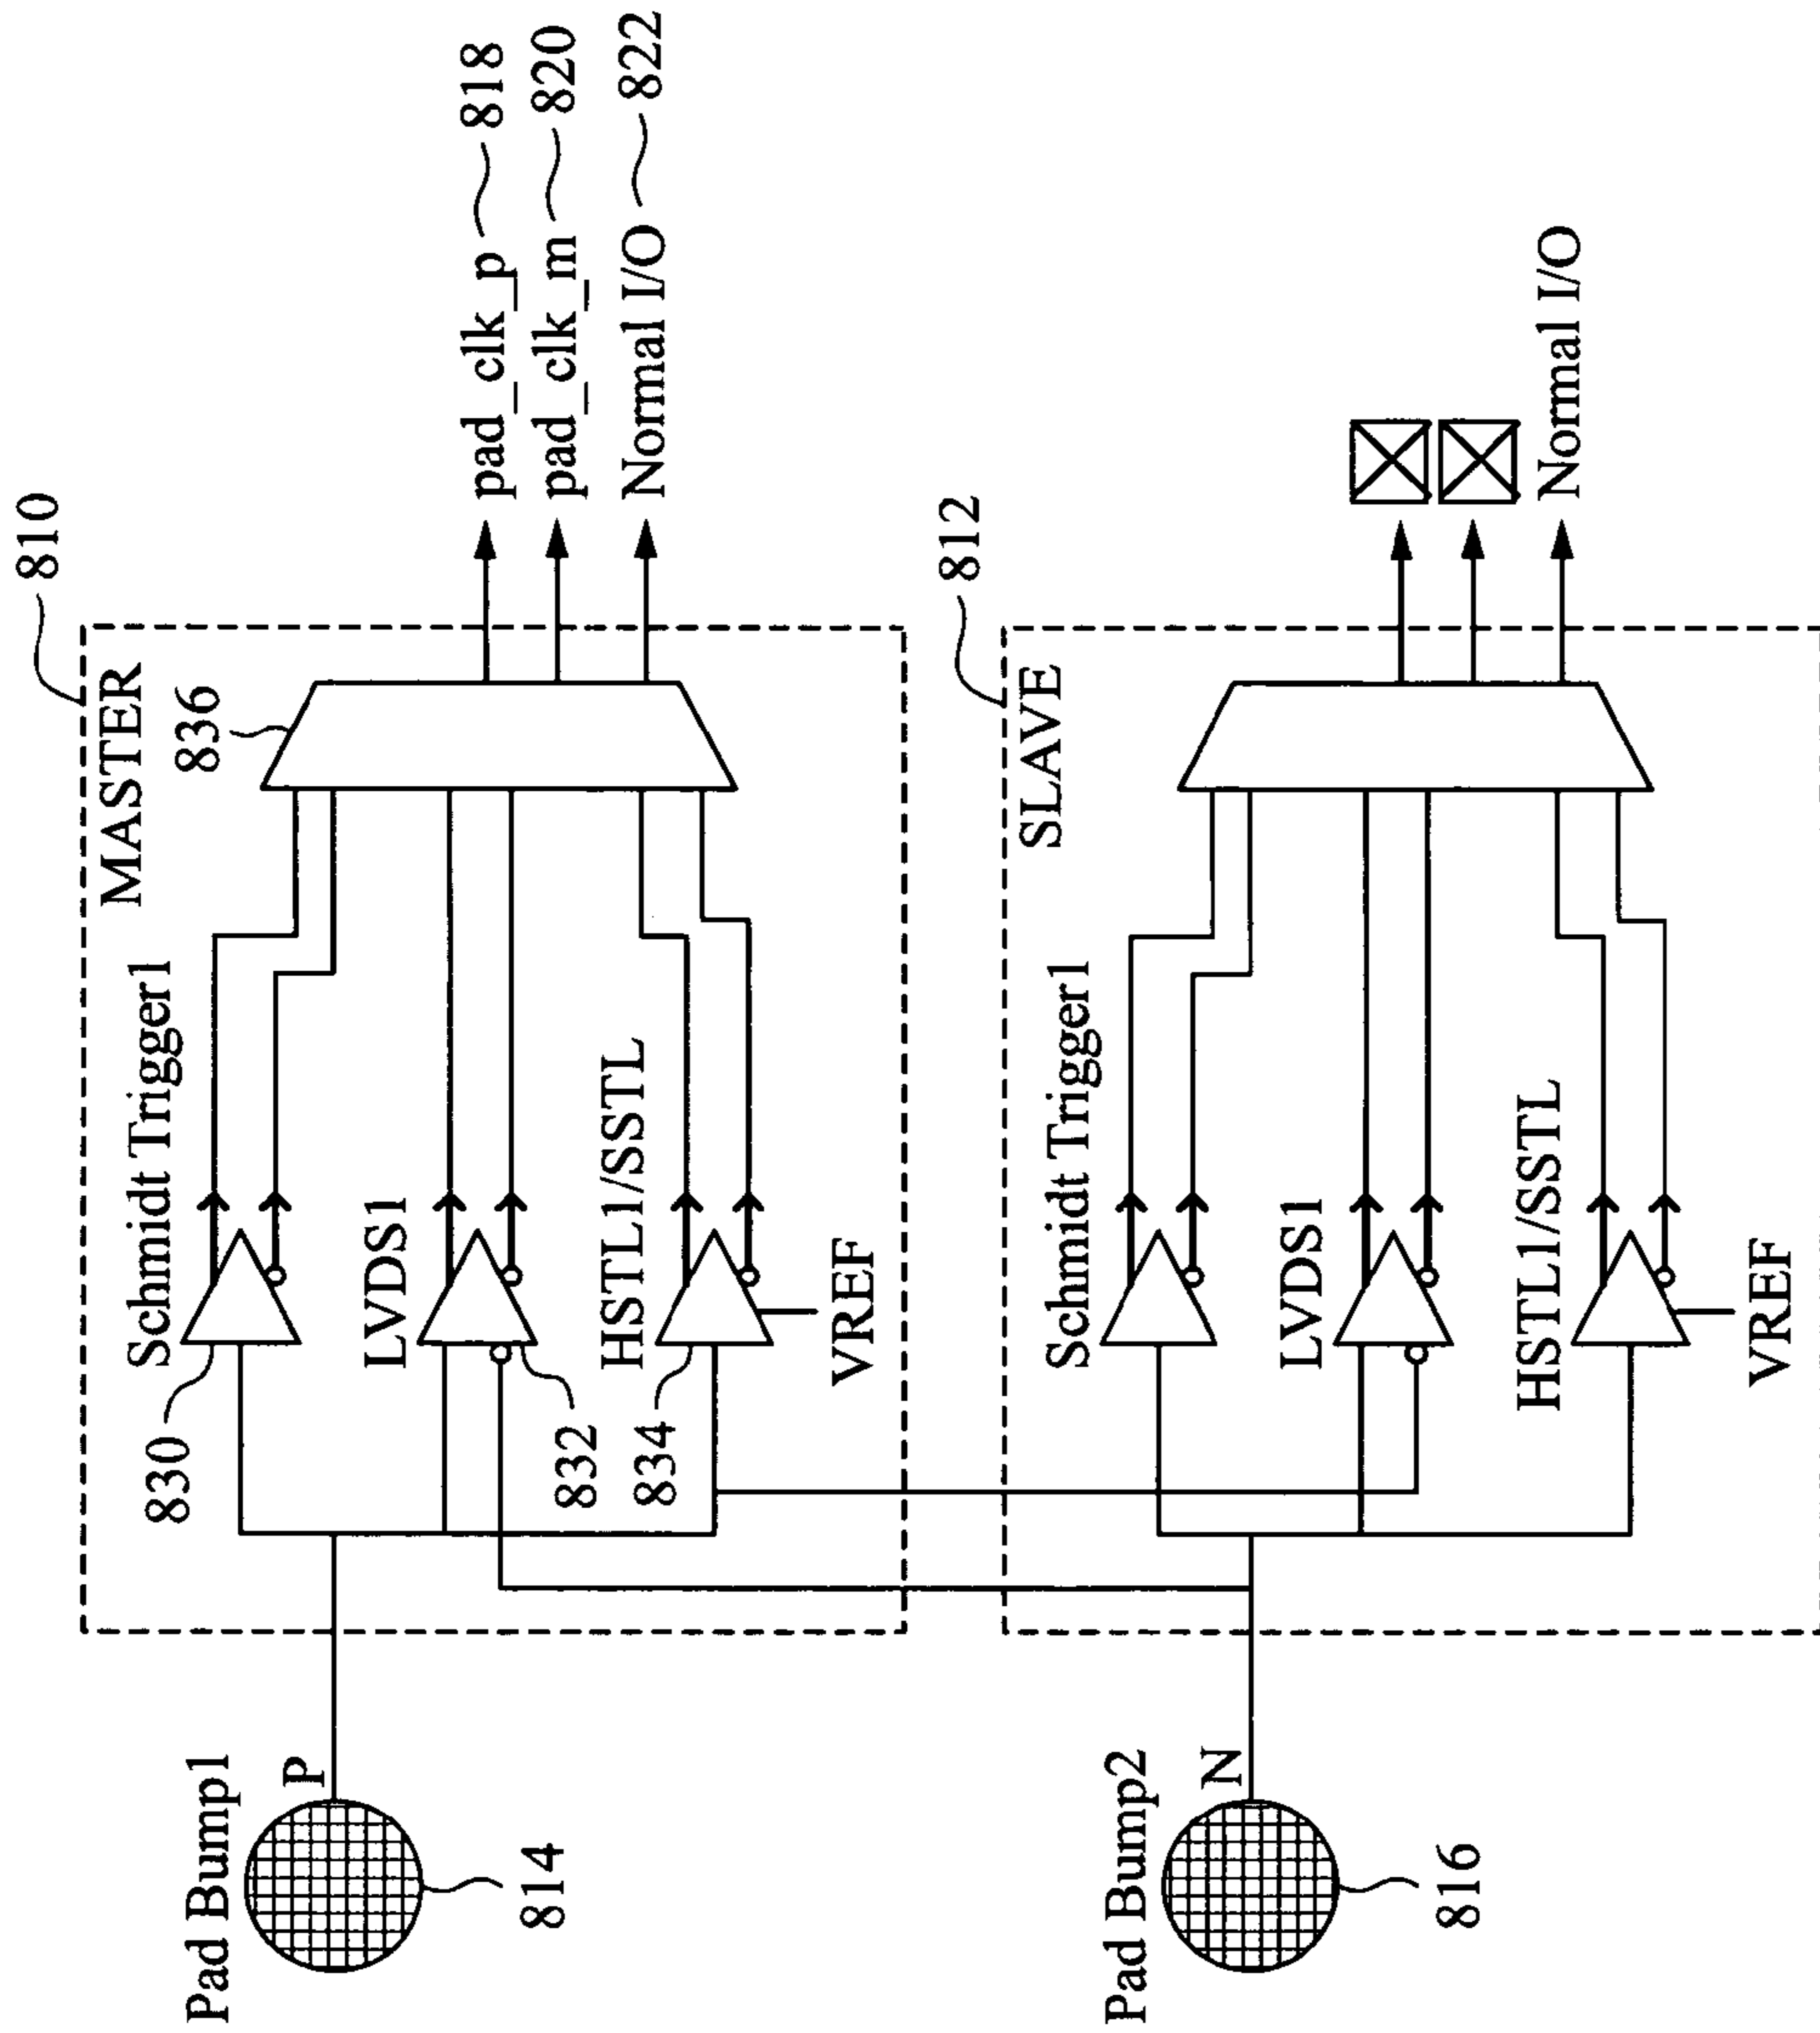 810
MASTER
836
Schmidt Trigger1
830
LVDS1
832
HSTL1/SSTL
834
VREF
Pad Bump1
P
814
pad_clk_p 818
pad_clk_m 820
Normal I/O 822
812
SLAVE
Schmidt Trigger1
LVDS1
HSTL1/SSTL
VREF
Pad Bump2
N
816
Normal I/O